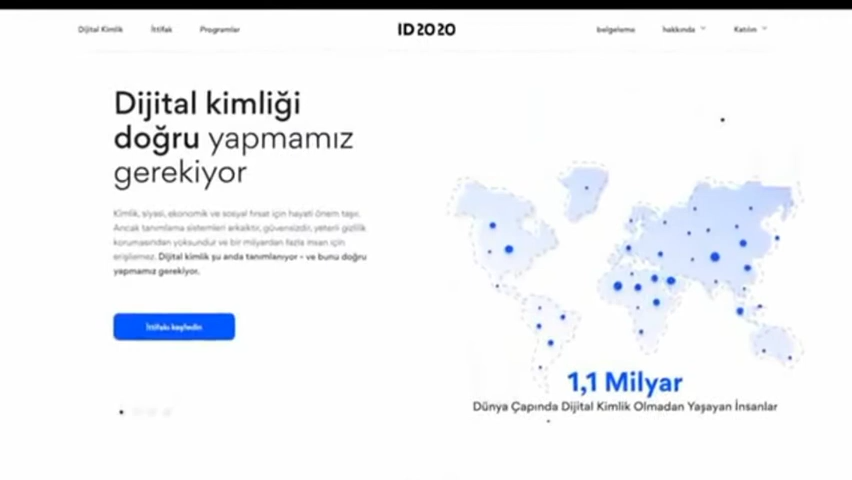 Dijital Kimlik İttifak Programlar ID2020 belgeleme hakkında Katılın
Dijital kimliği
doğru yapmamız
gerekiyor
Kimlik, siyasi, ekonomik ve sosyal fırsat için hayati önem taşır.
Ancak tanımlama sistemleri arkaiktir, güvensizdir, yeterli gizlilik
korumasından yoksundur ve bir milyardan fazla insan için
erişilemez. Dijital kimlik şu anda tanımlanıyor - ve bunu doğru
yapmamız gerekiyor.
İttifakı keşfedin
1,1 Milyar
Dünya Çapında Dijital Kimlik Olmadan Yaşayan İnsanlar